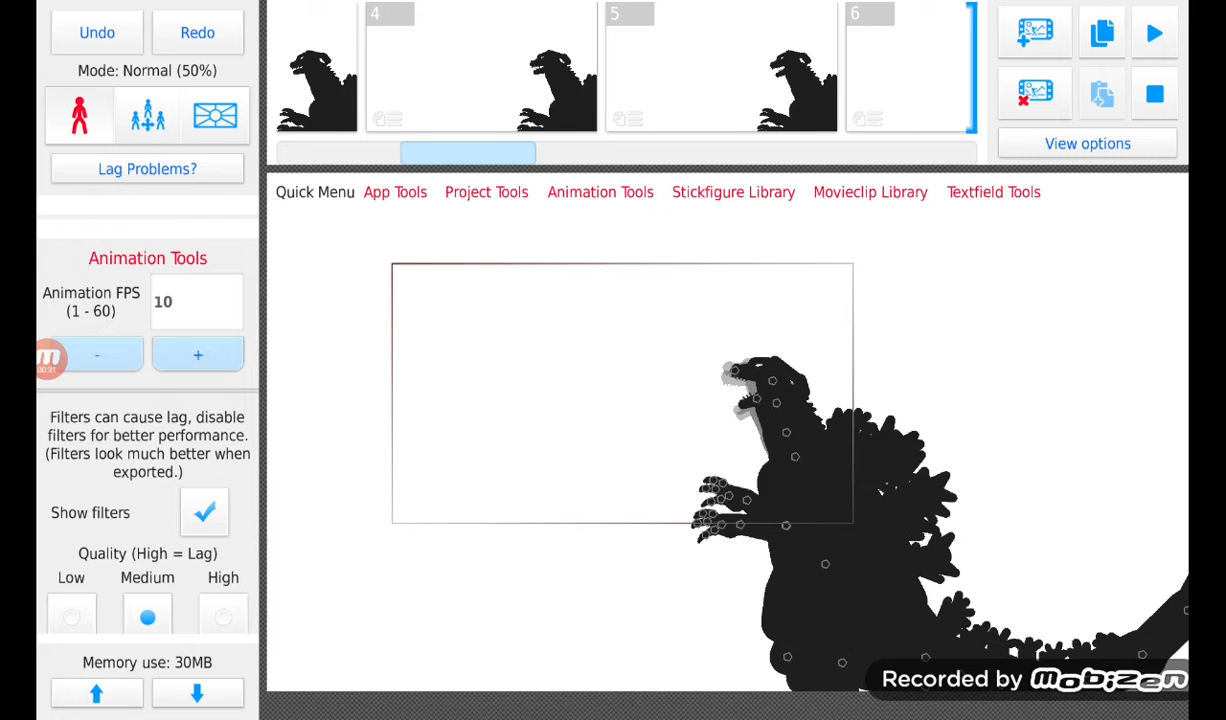 Undo
Redo
Mode: Normal (50%)
Lag Problems?
4
5
6
View options
Quick Menu App Tools Project Tools Animation Tools Stickfigure Library Movieclip Library Textfield Tools
Animation Tools
Animation FPS
(1 - 60)
10
-
+
00:31
Filters can cause lag, disable
filters for better performance.
(Filters look much better when
exported.)
Show filters
Quality (High = Lag)
Low Medium High
Memory use: 30MB
Recorded by mobizen